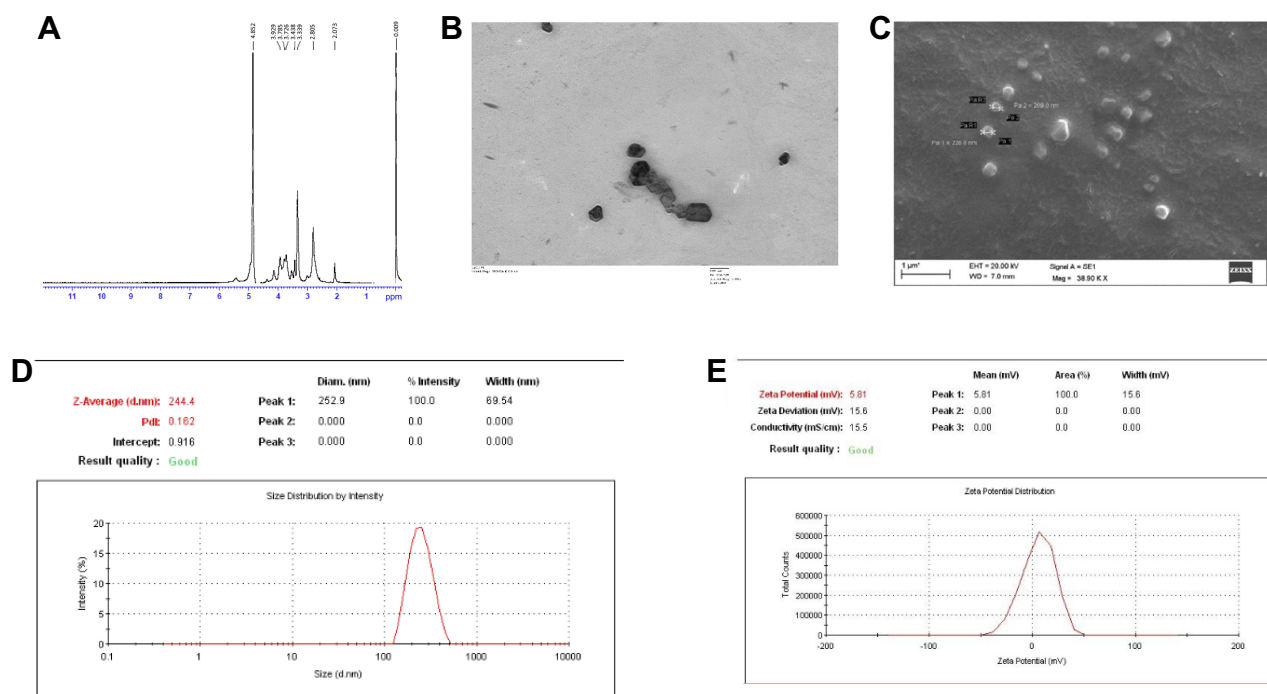 A
4.852
3.929
3.785
3.726
3.438
3.339
2.805
2.073
0.009
11 10 9 8 7 6 5 4 3 2 1 ppm
B
C
Pa 2 = 269.0 nm
Pa 2
Pa 1
1 µm*
EHT = 20.00 kV
WD = 7.0 mm
Signal A = SE1
Mag = 38.90 K X
ZEISS
D
Diam. (nm) % Intensity Width (nm)
Z-Average (d.nm): 244.4 Peak 1: 252.9 100.0 69.54
PdI: 0.162 Peak 2: 0.000 0.0 0.000
Intercept: 0.916 Peak 3: 0.000 0.0 0.000
Result quality : Good
Size Distribution by Intensity
Intensity (%)
20
15
10
5
0
0.1 1 10 100 1000 10000
Size (d.nm)
E
Mean (mV) Area (%) Width (mV)
Zeta Potential (mV): 5.81 Peak 1: 5.81 100.0 15.6
Zeta Deviation (mV): 15.6 Peak 2: 0.00 0.0 0.00
Conductivity (mS/cm): 15.5 Peak 3: 0.00 0.0 0.00
Result quality : Good
Zeta Potential Distribution
Total Counts
600000
500000
400000
300000
200000
100000
0
-200 -100 0 100 200
Zeta Potential (mV)